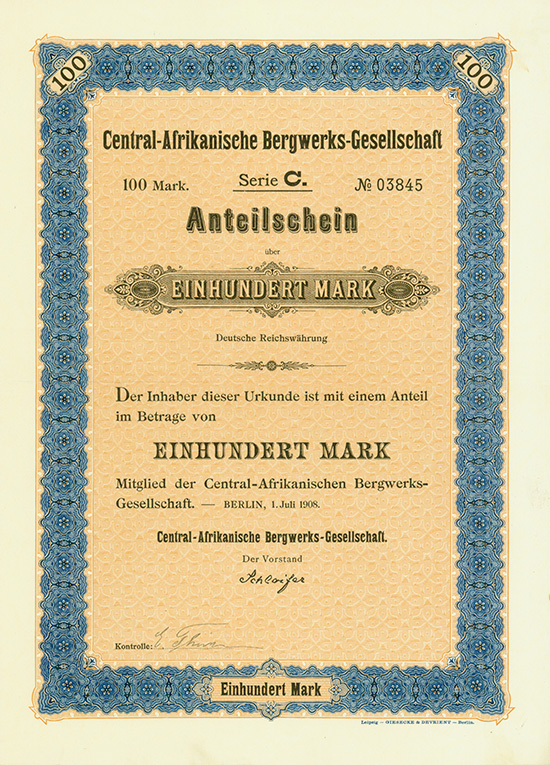 100
100
Central-Afrikanische Bergwerks-Gesellschaft
100 Mark. Serie C. № 03845
Anteilschein
über
EINHUNDERT MARK
Deutsche Reichswährung
Der Inhaber dieser Urkunde ist mit einem Anteil
im Betrage von
EINHUNDERT MARK
Mitglied der Central-Afrikanischen Bergwerks-
Gesellschaft. — BERLIN, 1. Juli 1908.
Central-Afrikanische Bergwerks-Gesellschaft.
Der Vorstand
Schloifer
Kontrolle:
Einhundert Mark
Leipzig — GIESECKE & DEVRIENT — Berlin.